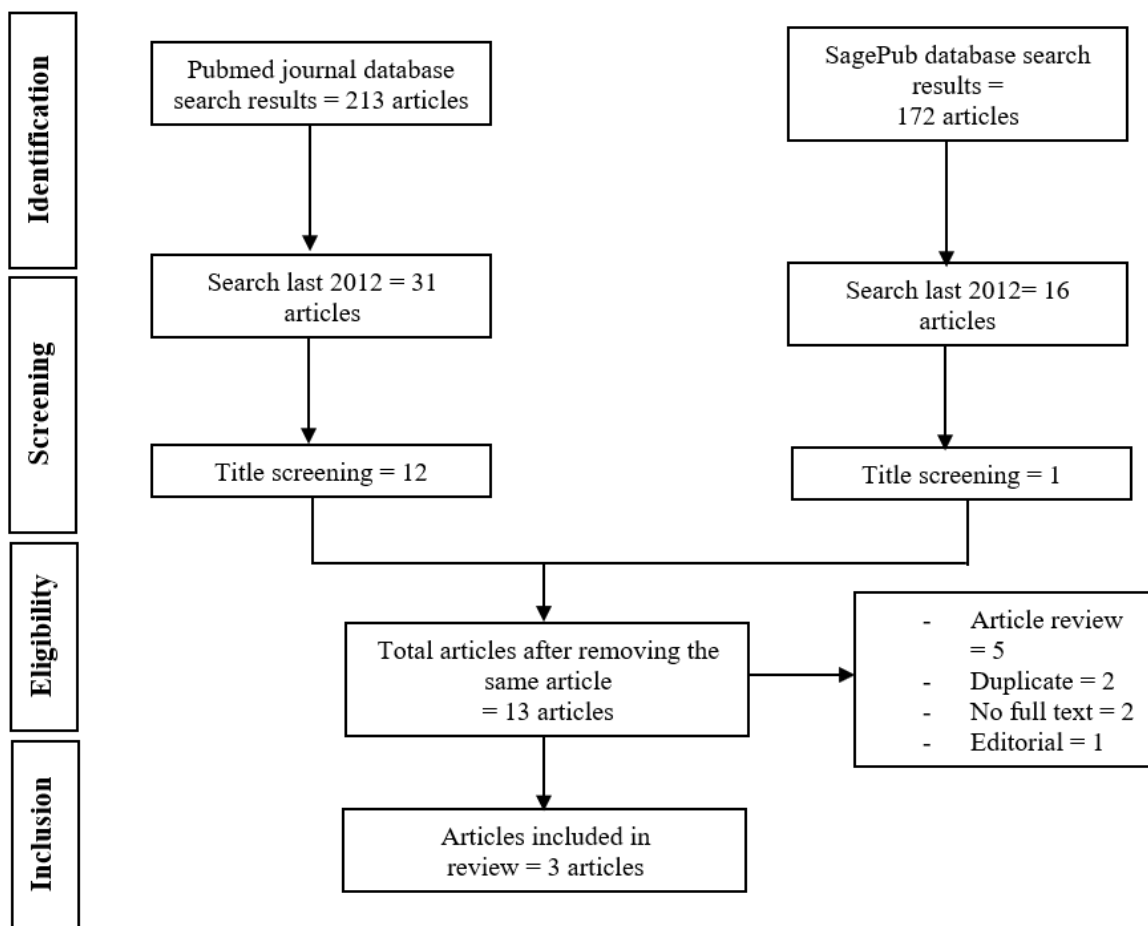 Identification
Pubmed journal database
search results = 213 articles
SagePub database search
results =
172 articles
Screening
Search last 2012 = 31
articles
Search last 2012= 16
articles
Title screening = 12
Title screening = 1
Eligibility
Total articles after removing the
same article
= 13 articles
- Article review
= 5
- Duplicate = 2
- No full text = 2
- Editorial = 1
Inclusion
Articles included in
review = 3 articles